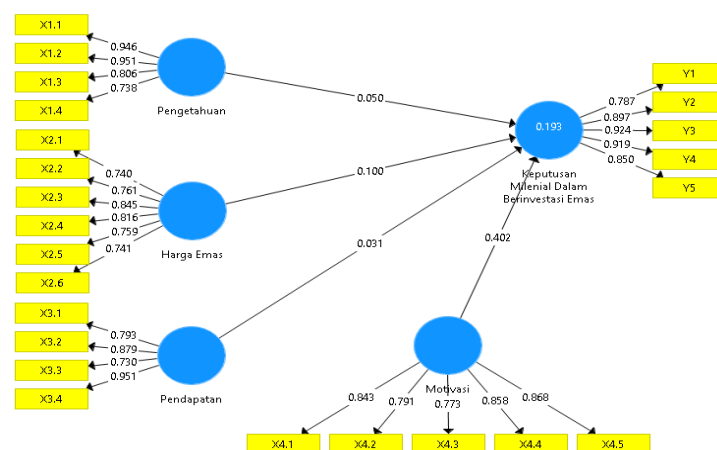 X1.1
X1.2
X1.3
X1.4
0.946
0.951
0.806
0.738
Pengetahuan
X2.1
X2.2
X2.3
X2.4
X2.5
X2.6
0.740
0.761
0.845
0.816
0.759
0.741
Harga Emas
X3.1
X3.2
X3.3
X3.4
0.793
0.879
0.730
0.951
Pendapatan
0.050
0.100
0.031
0.402
0.193
Keputusan
Milenial Dalam
Berinvestasi Emas
0.787
0.897
0.924
0.919
0.850
Y1
Y2
Y3
Y4
Y5
Motivasi
0.843
0.791
0.773
0.858
0.868
X4.1
X4.2
X4.3
X4.4
X4.5